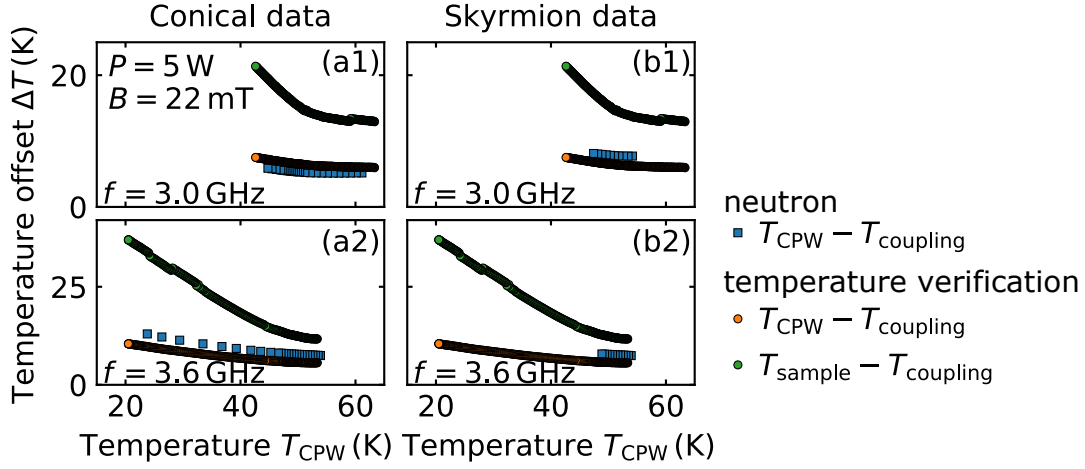 Conical data
Skyrmion data
Temperature offset ΔT (K)
20
0
P = 5 W
B = 22 mT
(a1)
f = 3.0 GHz
(b1)
f = 3.0 GHz
25
0
(a2)
f = 3.6 GHz
(b2)
f = 3.6 GHz
20 40 60
20 40 60
Temperature T_CPW (K)
Temperature T_CPW (K)
neutron
T_CPW − T_coupling
temperature verification
T_CPW − T_coupling
T_sample − T_coupling